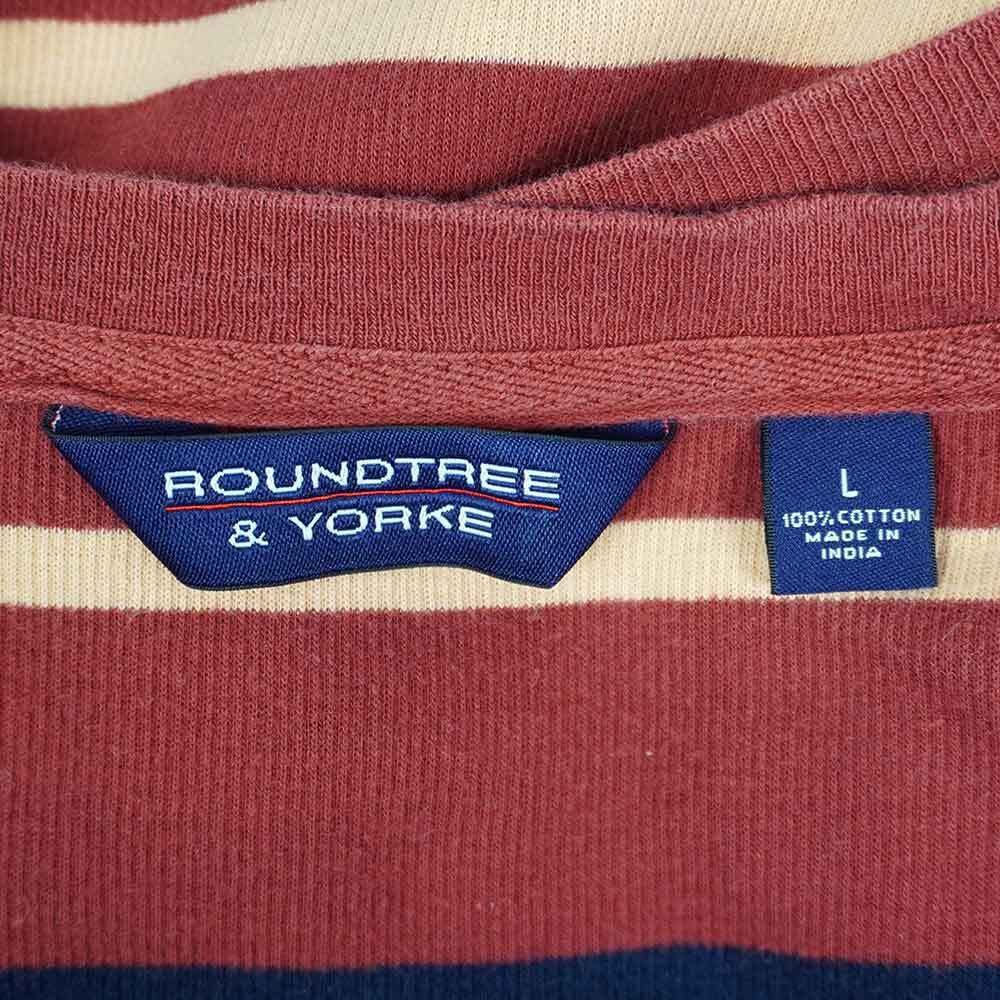 ROUNDTREE
& YORKE
L
100% COTTON
MADE IN
INDIA